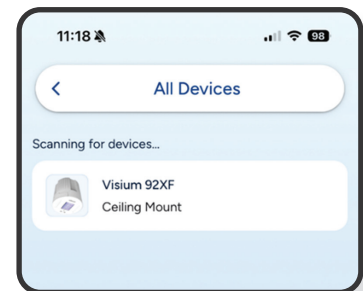 11:18
98
All Devices
Scanning for devices...
Visium 92XF
Ceiling Mount